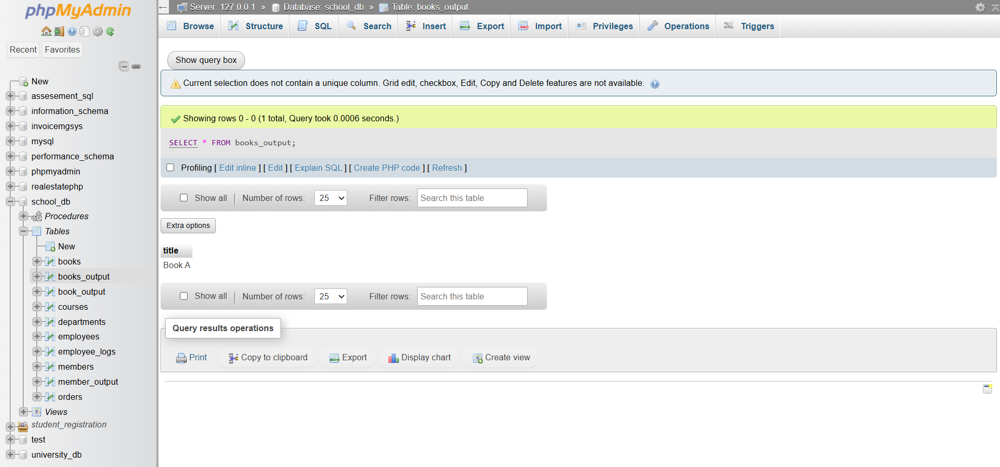 phpMyAdmin
Recent
Favorites
New
assesement_sql
information_schema
invoicemgsys
mysql
performance_schema
phpmyadmin
realestatephp
school_db
Procedures
Tables
New
books
books_output
book_output
courses
departments
employees
employee_logs
members
member_output
orders
Views
student_registration
test
university_db
Server: 127.0.0.1 » Database: school_db » Table: books_output
Browse Structure SQL Search Insert Export Import Privileges Operations Triggers
Show query box
Current selection does not contain a unique column. Grid edit, checkbox, Edit, Copy and Delete features are not available.
Showing rows 0 - 0 (1 total, Query took 0.0006 seconds.)
SELECT * FROM books_output;
Profiling [ Edit inline ] [ Edit ] [ Explain SQL ] [ Create PHP code ] [ Refresh ]
Show all | Number of rows: 25 Filter rows: Search this table
Extra options
title
Book A
Show all | Number of rows: 25 Filter rows: Search this table
Query results operations
Print Copy to clipboard Export Display chart Create view